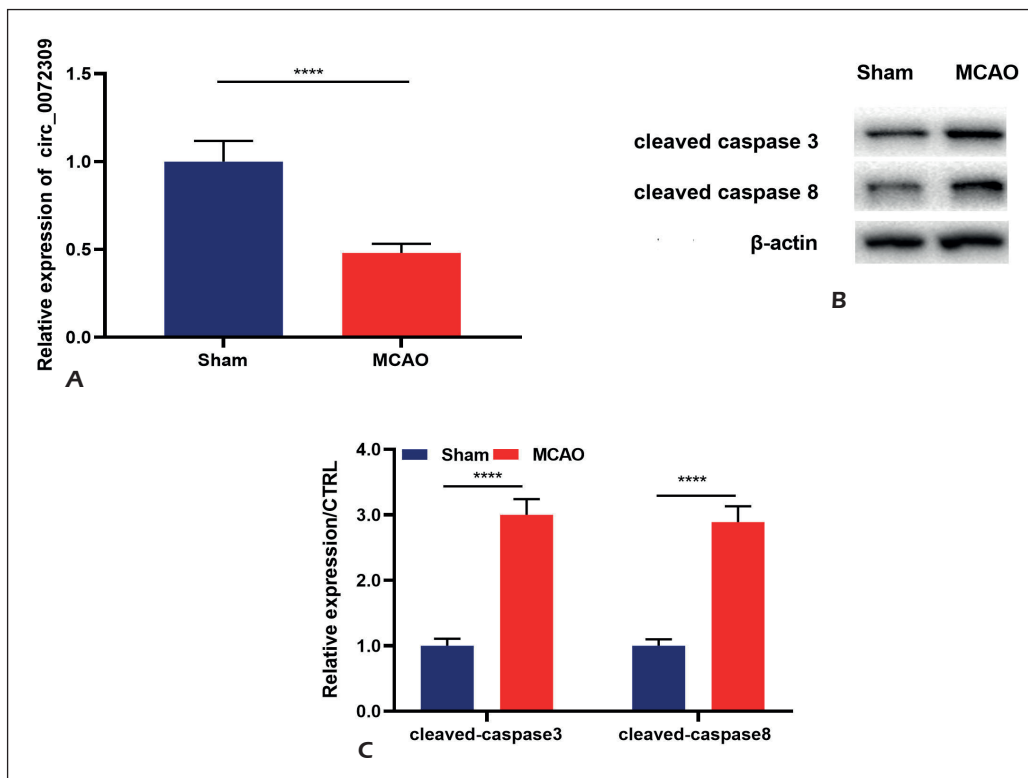 Relative expression of circ_0072309
1.5
1.0
0.5
0.0
****
Sham
MCAO
A
Sham MCAO
cleaved caspase 3
cleaved caspase 8
β-actin
B
Relative expression/CTRL
4.0
3.0
2.0
1.0
0.0
Sham MCAO
**** ****
cleaved-caspase3 cleaved-caspase8
C